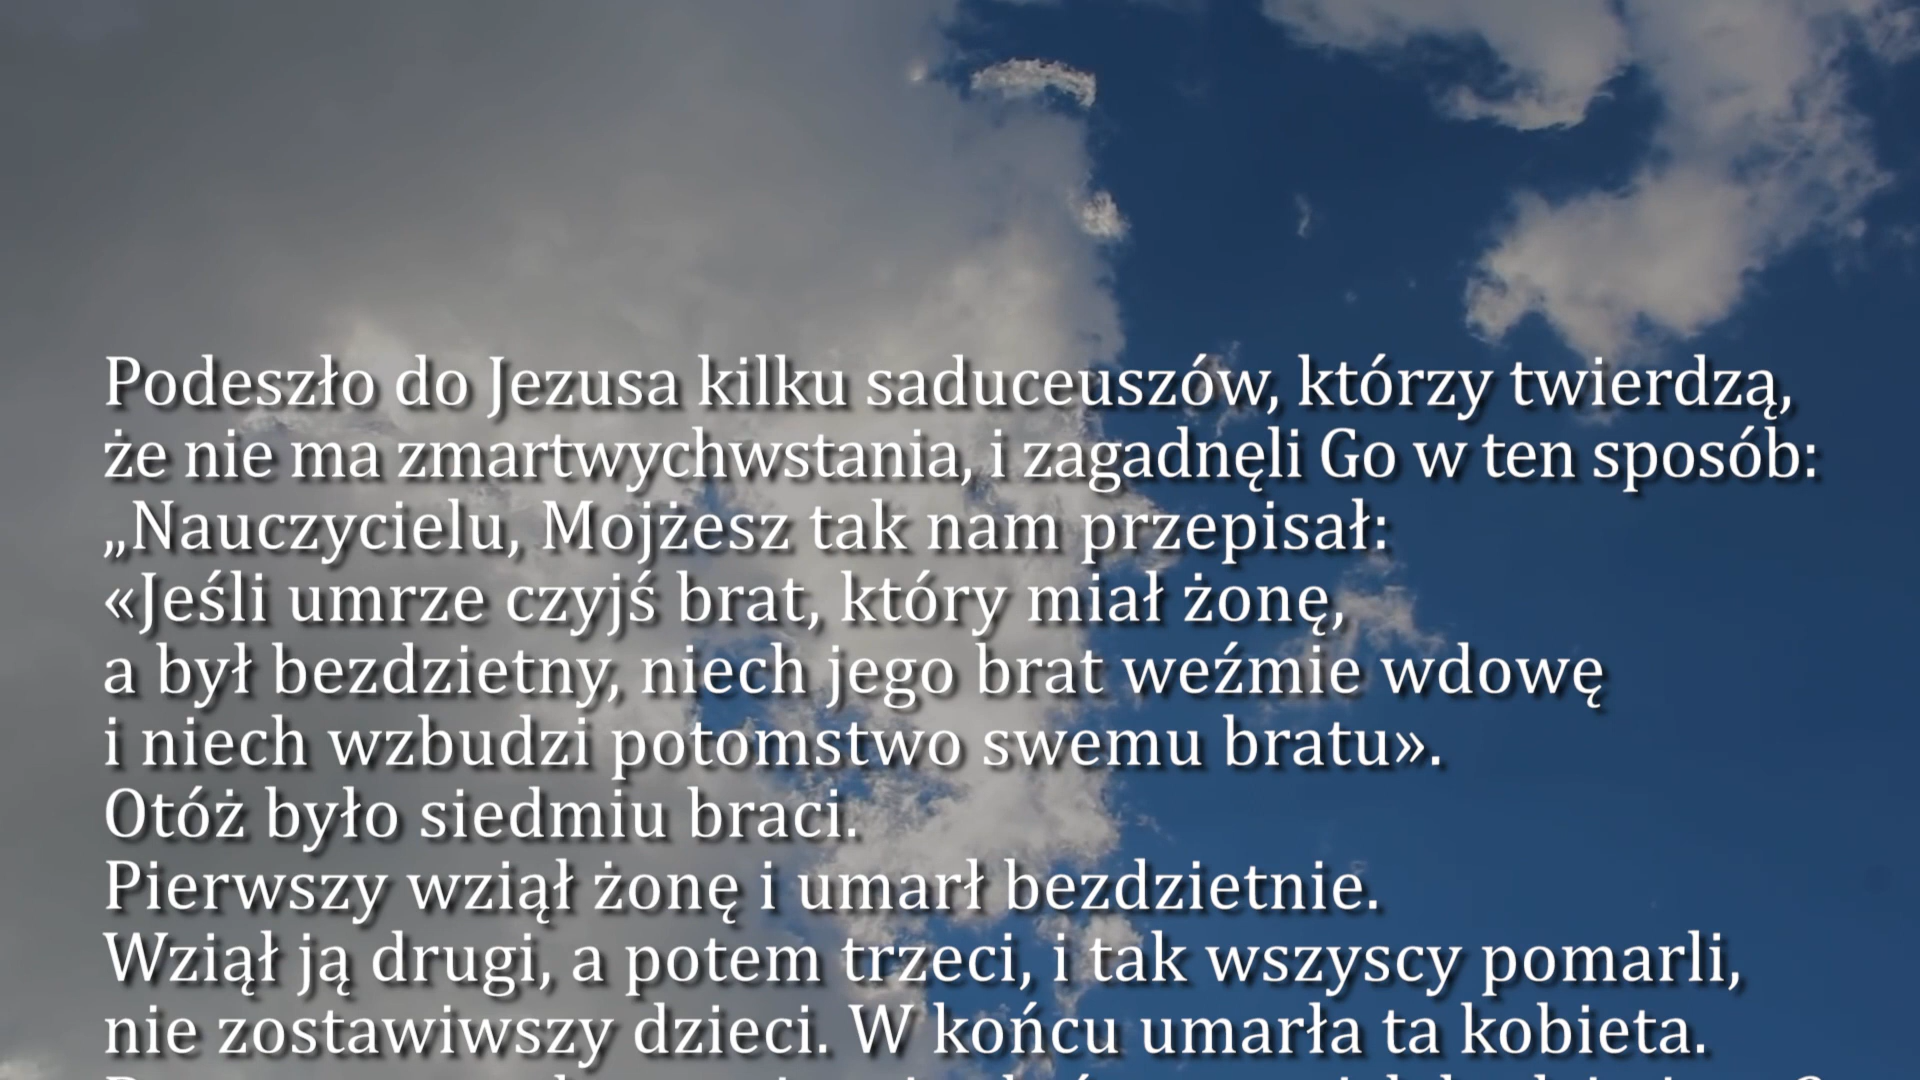 Podeszło do Jezusa kilku saduceuszów, którzy twierdzą,
że nie ma zmartwychwstania, i zagadnęli Go w ten sposób:
„Nauczycielu, Mojżesz tak nam przepisał:
«Jeśli umrze czyjś brat, który miał żonę,
a był bezdzietny, niech jego brat weźmie wdowę
i niech wzbudzi potomstwo swemu bratu».
Otóż było siedmiu braci.
Pierwszy wziął żonę i umarł bezdzietnie.
Wziął ją drugi, a potem trzeci, i tak wszyscy pomarli,
nie zostawiwszy dzieci. W końcu umarła ta kobieta.